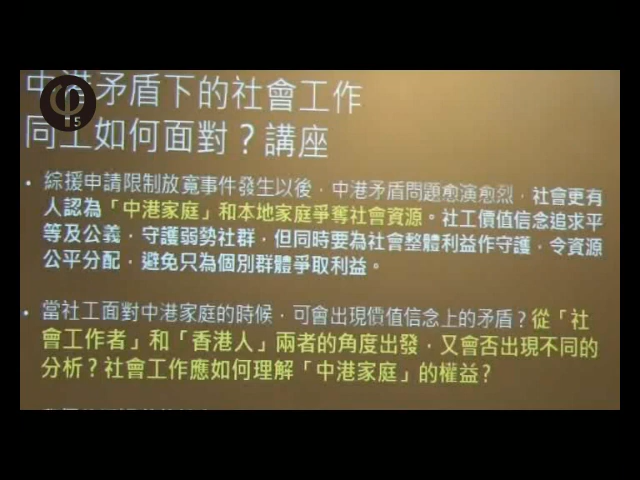 中港矛盾下的社會工作
同工如何面對？講座
φ
15
• 綜援申請限制放寬事件發生以後，中港矛盾問題愈演愈烈，社會更有
人認為「中港家庭」和本地家庭爭奪社會資源。社工價值信念追求平
等及公義，守護弱勢社群，但同時要為社會整體利益作守護，令資源
公平分配，避免只為個別群體爭取利益。
• 當社工面對中港家庭的時候，可會出現價值信念上的矛盾？從「社
會工作者」和「香港人」兩者的角度出發，又會否出現不同的
分析？社會工作應如何理解「中港家庭」的權益?